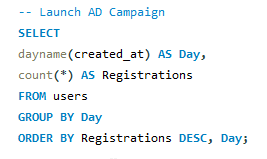 -- Launch AD Campaign
SELECT
dayname(created_at) AS Day,
count(*) AS Registrations
FROM users
GROUP BY Day
ORDER BY Registrations DESC, Day;